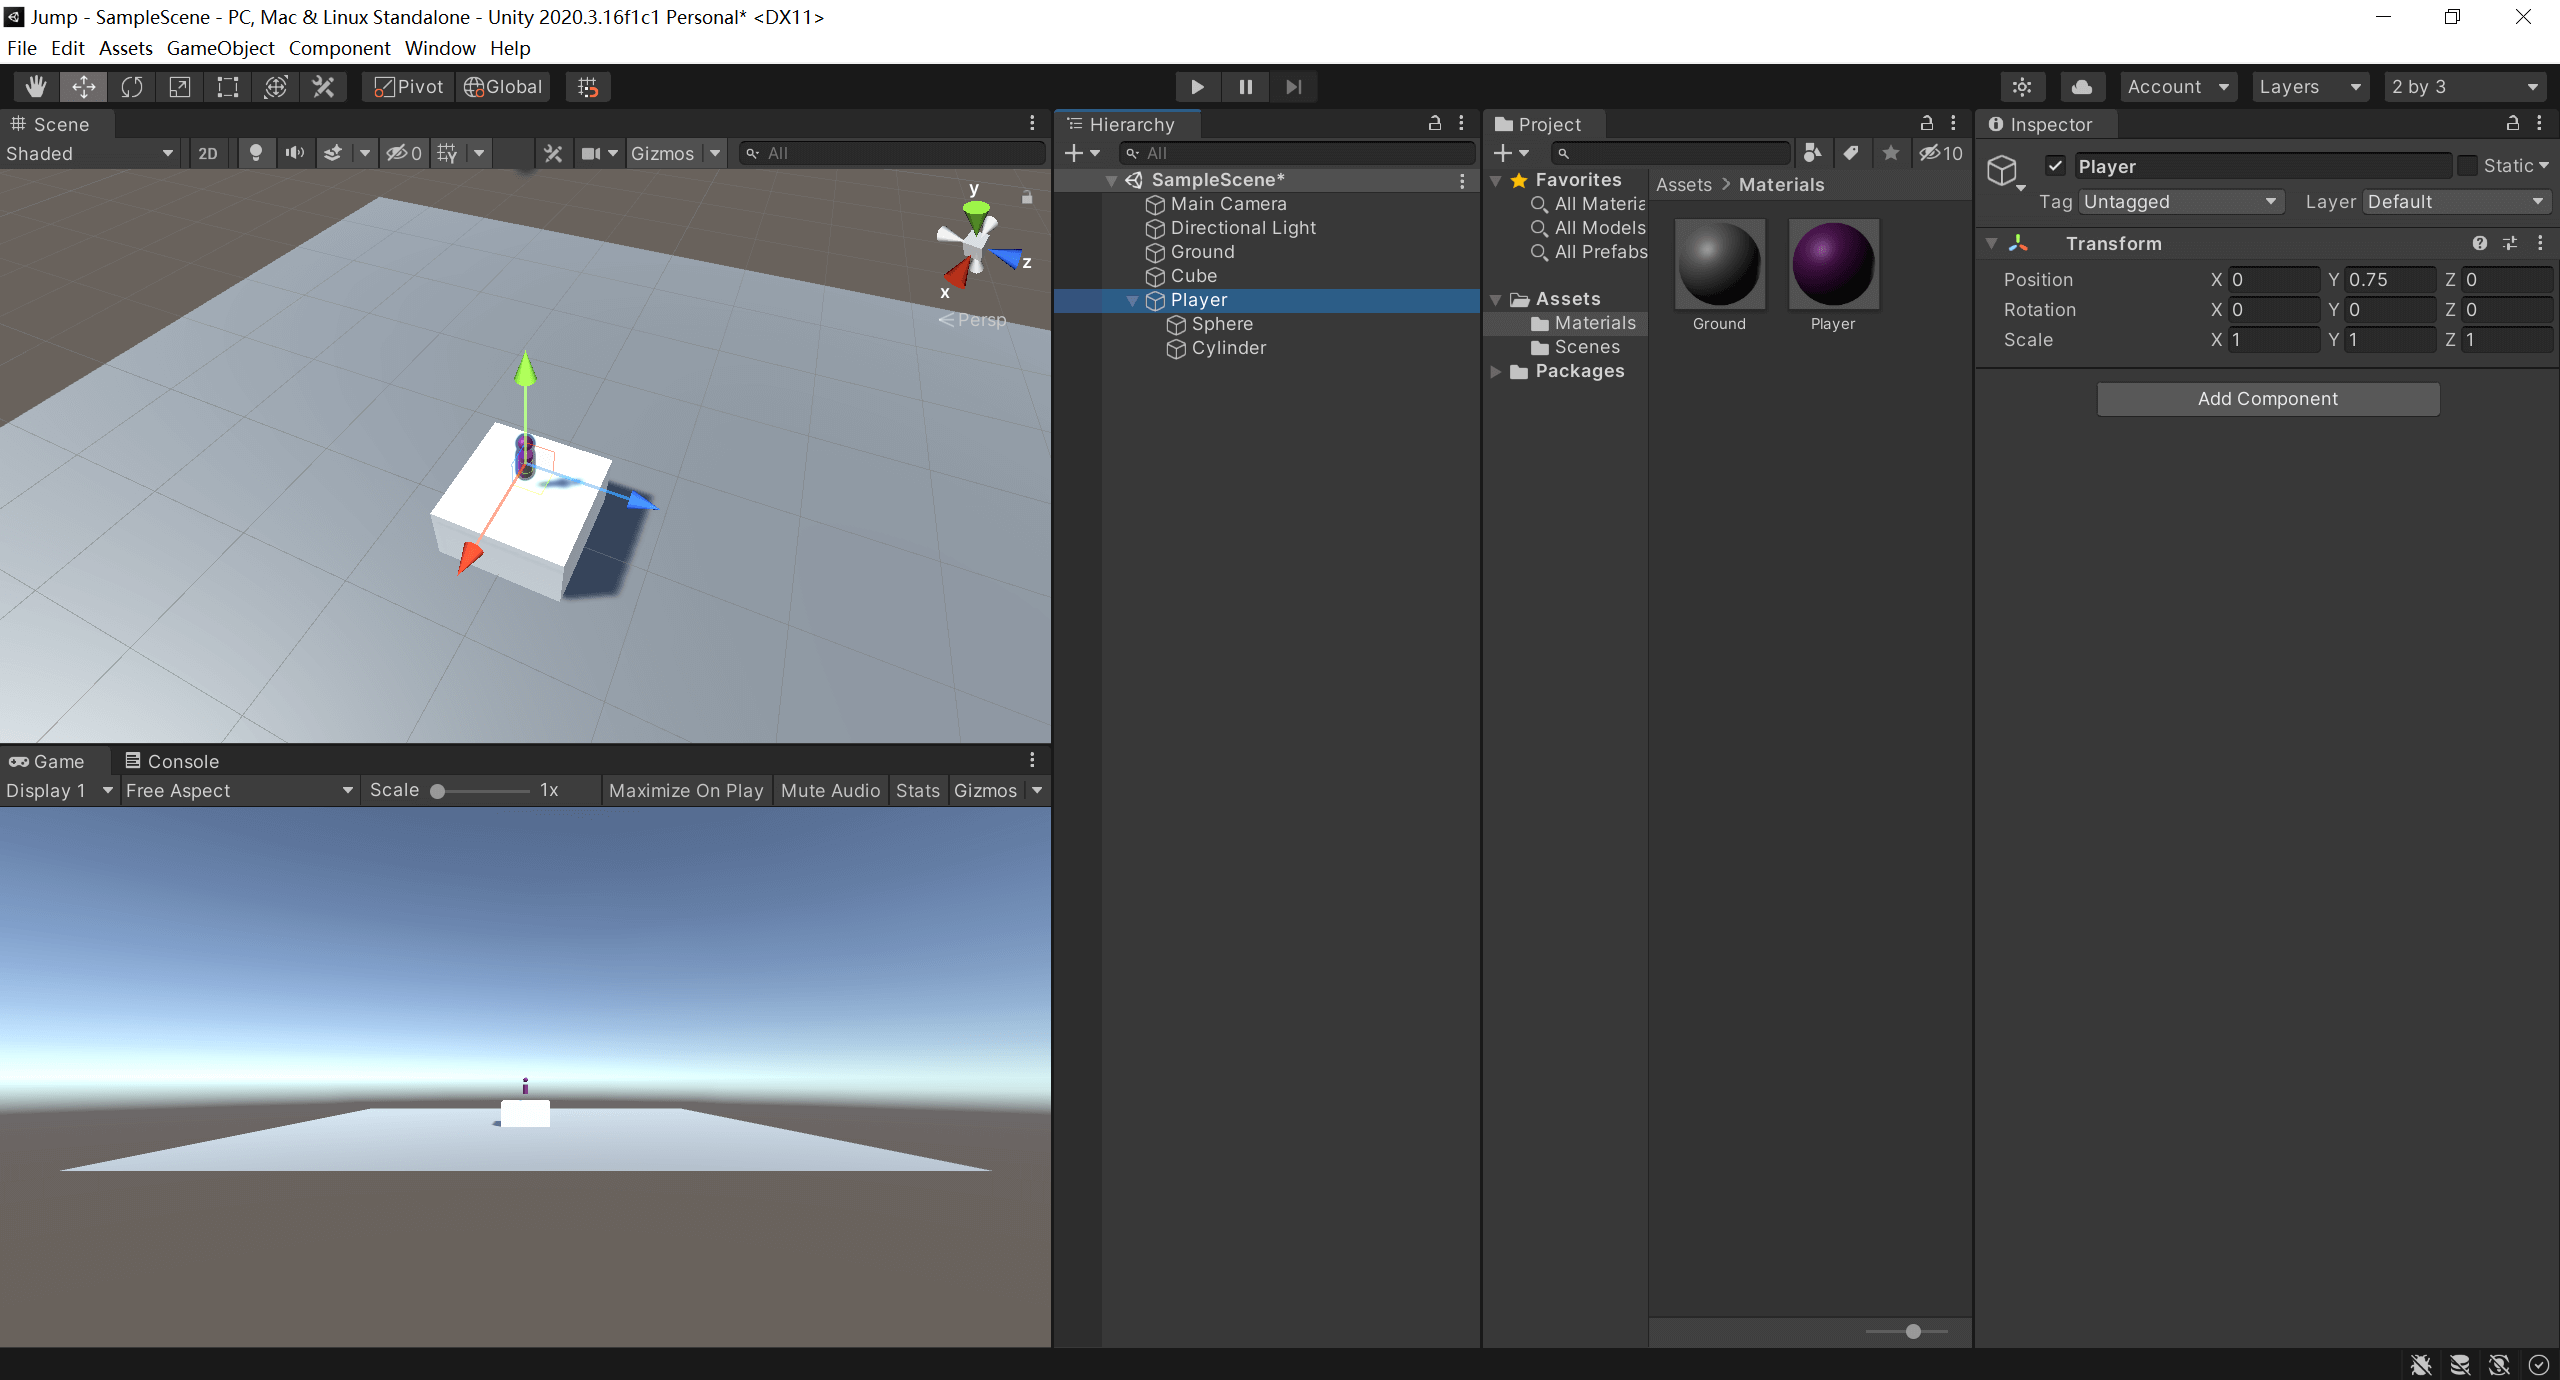 Jump - SampleScene - PC, Mac & Linux Standalone - Unity 2020.3.16f1c1 Personal* <DX11>
File Edit Assets GameObject Component Window Help
Pivot Global Account Layers 2 by 3
Scene
Shaded 2D 0 Gizmos All
y
z
x
Persp
Game Console
Display 1 Free Aspect Scale 1x Maximize On Play Mute Audio Stats Gizmos
Hierarchy
All
SampleScene*
Main Camera
Directional Light
Ground
Cube
Player
Sphere
Cylinder
Project
10
Favorites
All Materia
All Models
All Prefabs
Assets
Materials
Scenes
Packages
Assets > Materials
Ground Player
Inspector
Player Static
Tag Untagged Layer Default
Transform
Position X 0 Y 0.75 Z 0
Rotation X 0 Y 0 Z 0
Scale X 1 Y 1 Z 1
Add Component